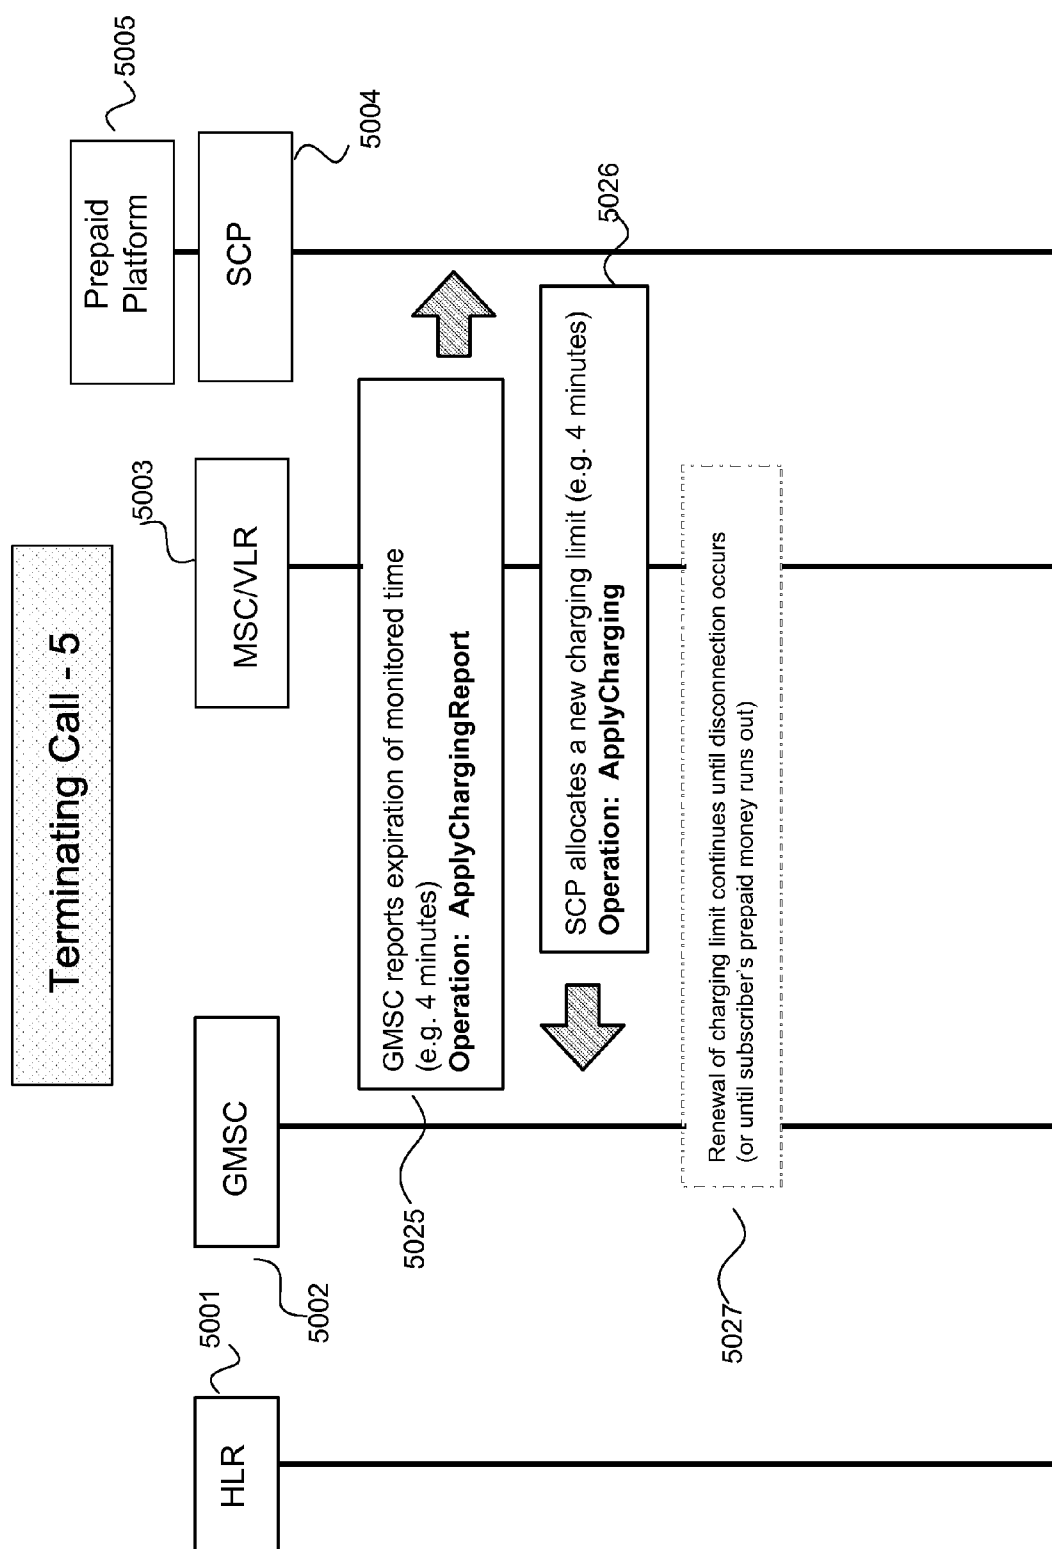 Terminating Call - 5
Prepaid
Platform
5005
HLR
5001
GMSC
5002
MSC/VLR
5003
SCP
5004
GMSC reports expiration of monitored time
(e.g. 4 minutes)
Operation: ApplyChargingReport
5025
SCP allocates a new charging limit (e.g. 4 minutes)
Operation: ApplyCharging
5026
Renewal of charging limit continues until disconnection occurs
(or until subscriber's prepaid money runs out)
5027